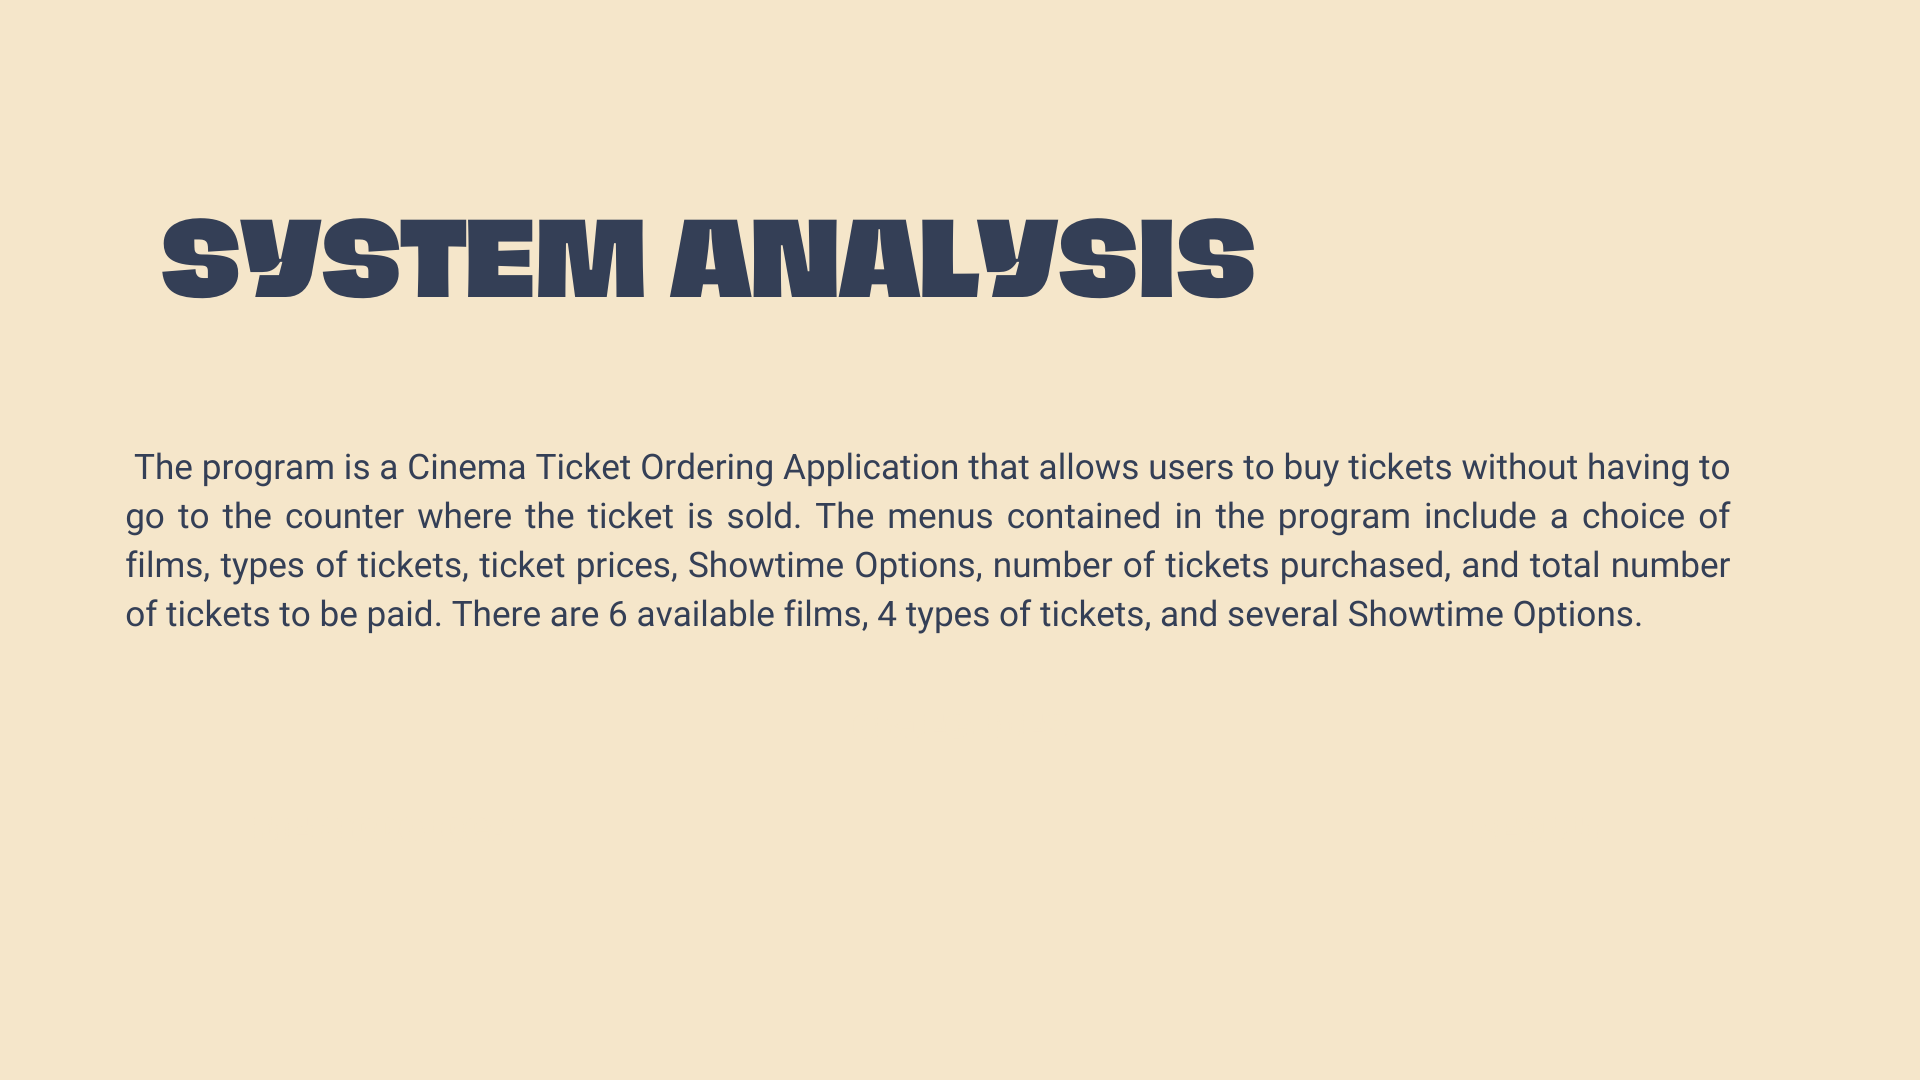 SYSTEM ANALYSIS
The program is a Cinema Ticket Ordering Application that allows users to buy tickets without having to
go to the counter where the ticket is sold. The menus contained in the program include a choice of
films, types of tickets, ticket prices, Showtime Options, number of tickets purchased, and total number
of tickets to be paid. There are 6 available films, 4 types of tickets, and several Showtime Options.